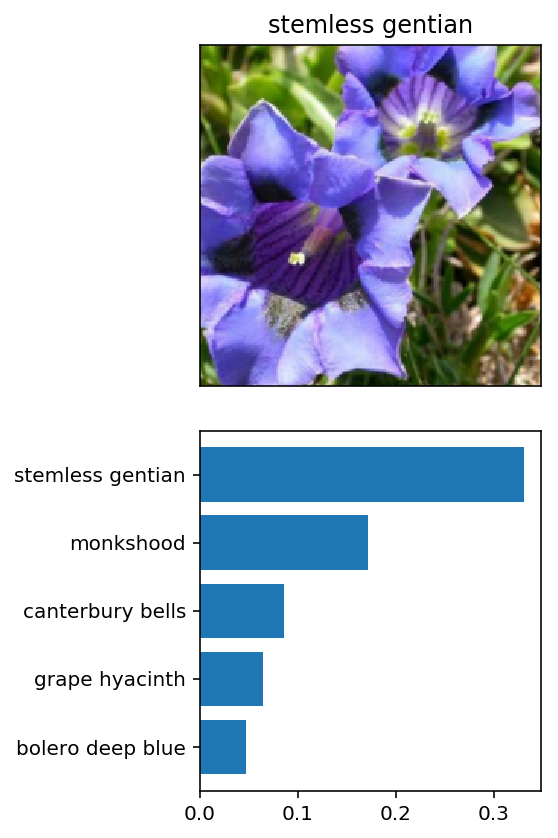 stemless gentian
stemless gentian
monkshood
canterbury bells
grape hyacinth
bolero deep blue
0.0 0.1 0.2 0.3